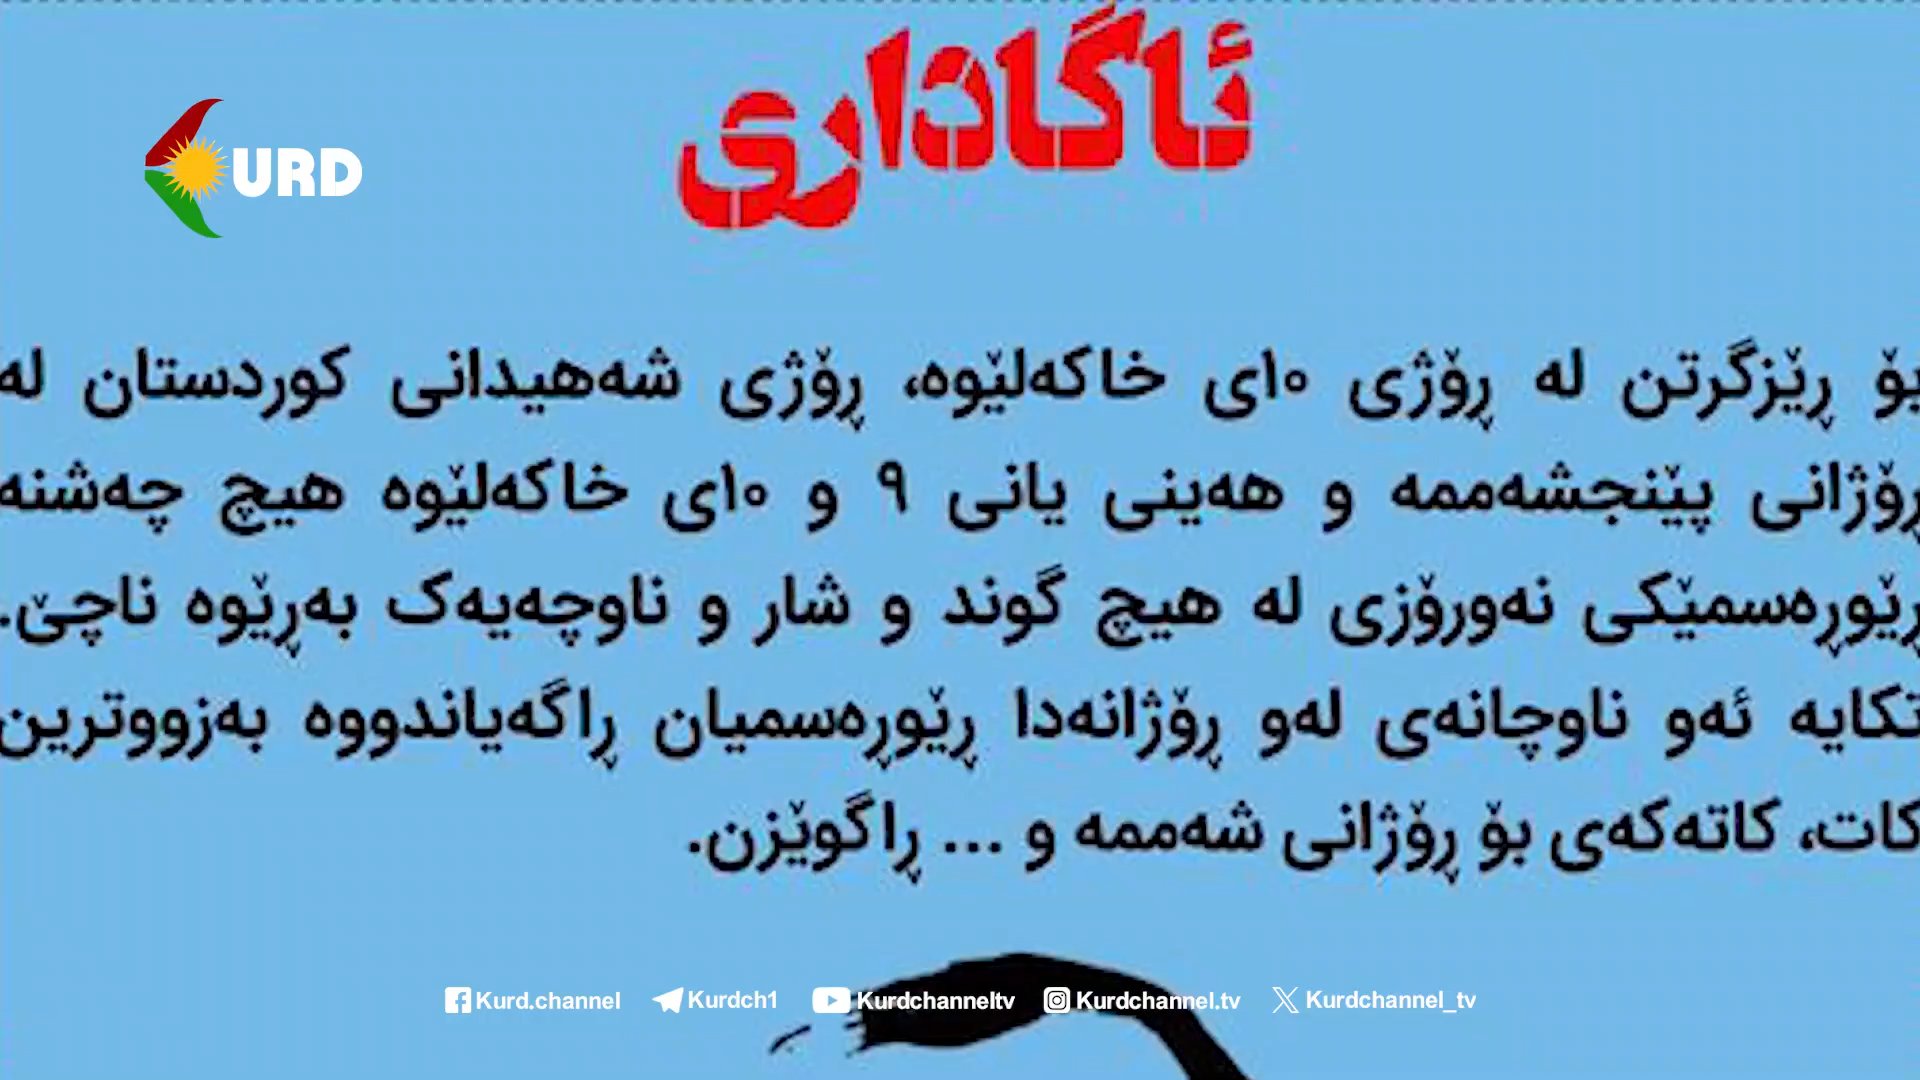 ئاگاداری
URD
بۆ ڕێزگرتن لە ڕۆژی ١٠ی خاکەلێوە، ڕۆژی شەهیدانی کوردستان لە
ڕۆژانی پێنجشەممە و هەینی یانی ٩ و ١٠ی خاکەلێوە هیچ چەشنە
ڕێوڕەسمێکی نەورۆزی لە هیچ گوند و شار و ناوچەیەک بەڕێوە ناچێ.
تکایە ئەو ناوچانەی لەو ڕۆژانەدا ڕێوڕەسمیان ڕاگەیاندووە بەزووترین
کات، کاتەکەی بۆ ڕۆژانی شەممە و ... ڕاگوێزن.
Kurd.channel Kurdch1 Kurdchanneltv Kurdchannel.tv Kurdchannel_tv